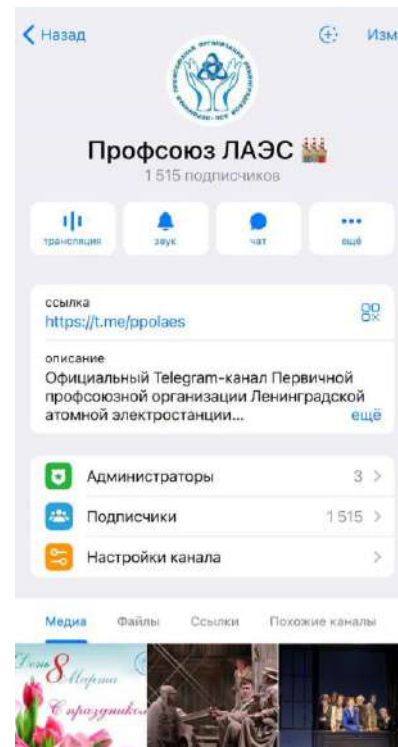 Назад
Изм
Профсоюз ЛАЭС
1 515 подписчиков
трансляция
звук
чат
ещё
ссылка
https://t.me/ppolaes
описание
Официальный Telegram-канал Первичной
профсоюзной организации Ленинградской
атомной электростанции... ещё
Администраторы 3
Подписчики 1 515
Настройки канала
Медиа Файлы Ссылки Похожие каналы
День 8 Марта
С праздником